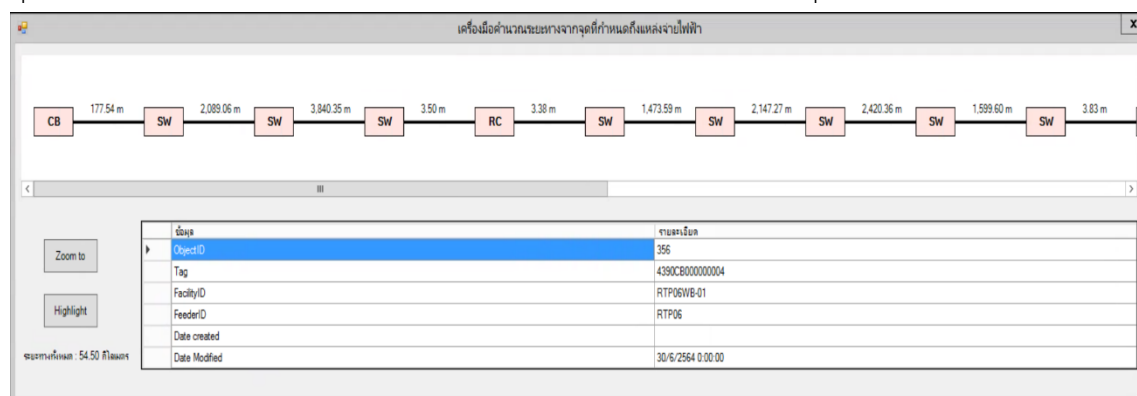 เครื่องมือคำนวณระยะทางจากจุดที่กำหนดถึงแหล่งจ่ายไฟฟ้า
x
177.54 m 2,089.06 m 3,840.35 m 3.50 m 3.38 m 1,473.59 m 2,147.27 m 2,420.36 m 1,599.60 m 3.83 m
CB SW SW SW RC SW SW SW SW SW
ข้อมูล รายละเอียด
ObjectID 356
Tag 4390CB000000004
FacilityID RTP06WB-01
FeederID RTP06
Date created
Date Modified 30/6/2564 0:00:00
Zoom to
Highlight
ระยะทางทั้งหมด : 54.50 กิโลเมตร